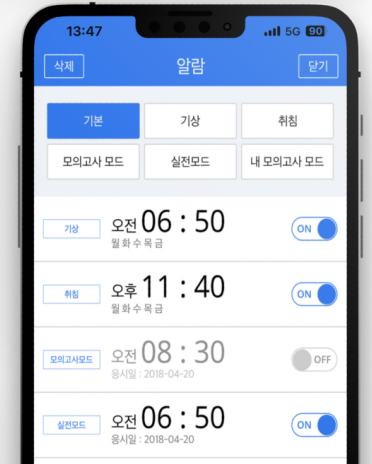 13:47
5G 90
삭제 알람 닫기
기본 기상 취침
모의고사 모드 실전모드 내 모의고사 모드
기상 오전 06 : 50 ON
월 화 수 목 금
취침 오후 11 : 40 ON
월 화 수 목 금
모의고사모드 오전 08 : 30 OFF
응시일 : 2018-04-20
실전모드 오전 06 : 50 ON
응시일 : 2018-04-20